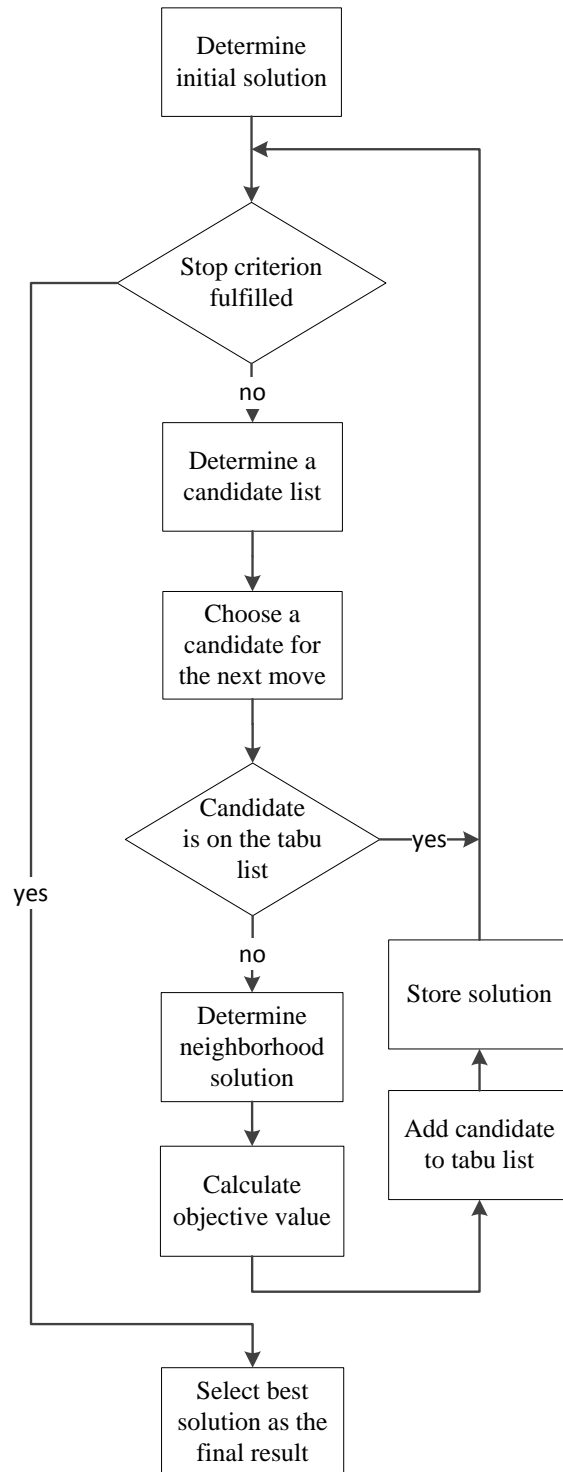 Determine
initial solution
Stop criterion
fulfilled
no
Determine a
candidate list
Choose a
candidate for
the next move
Candidate
is on the tabu
list
yes
yes
no
Determine
neighborhood
solution
Store solution
Add candidate
to tabu list
Calculate
objective value
Select best
solution as the
final result